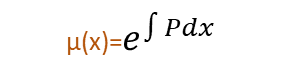 μ(x)=e^∫ Pdx